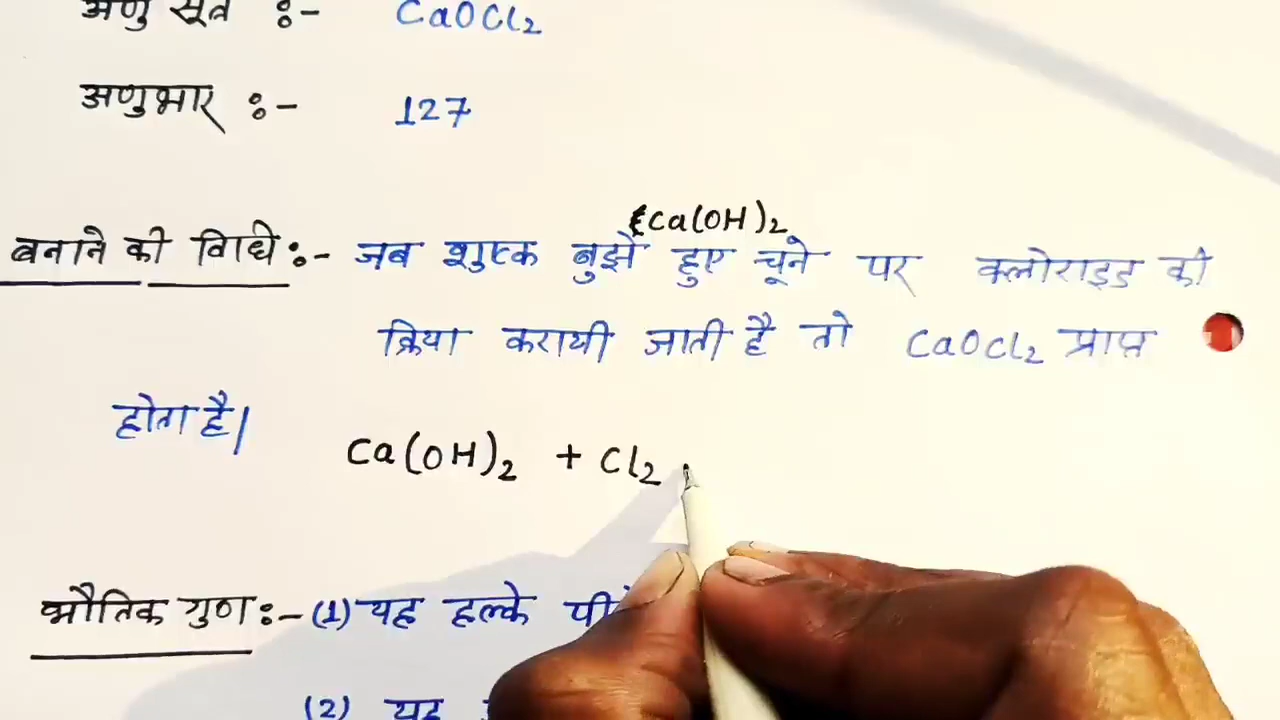 अणु सूत्र :- CaOCl₂
अणुभार :- 127
Ca(OH)₂
बनाने की विधि :- जब शुष्क बुझे हुए चूने पर क्लोराइड की
क्रिया करायी जाती है तो CaOCl₂ प्राप्त
होता है।
Ca(OH)₂ + Cl₂
भौतिक गुण :- (1) यह हल्के
(2) यह